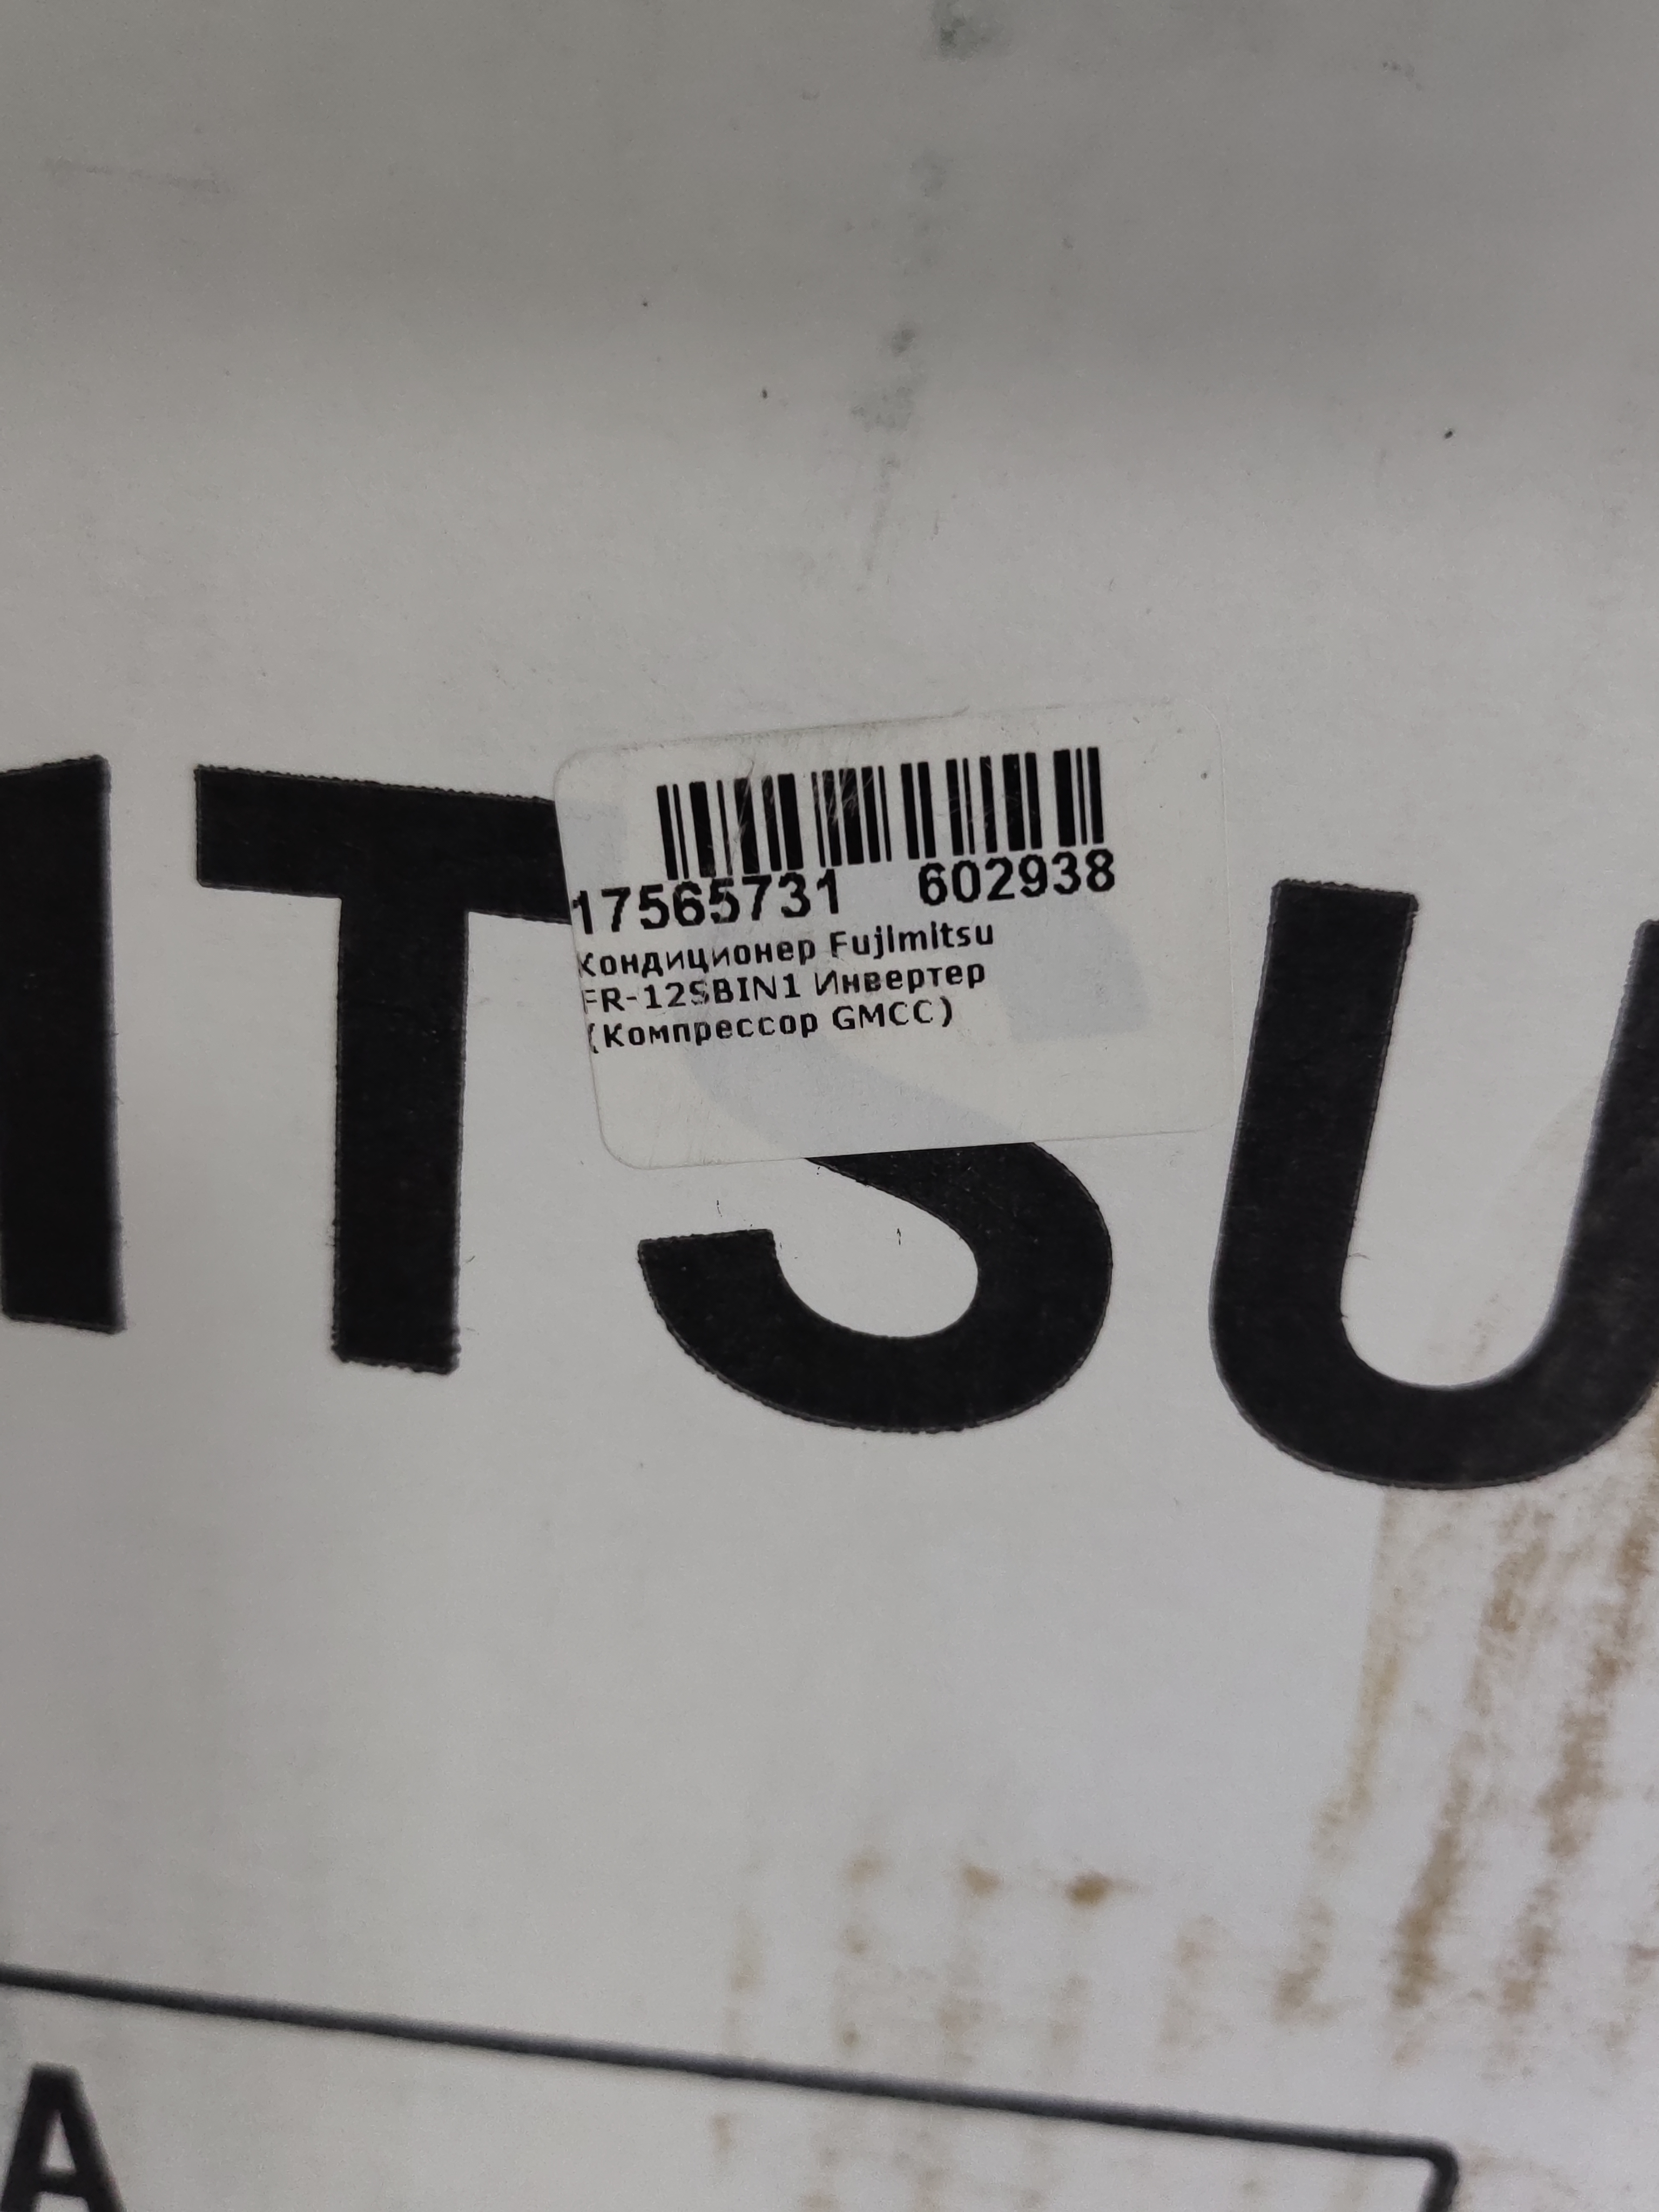 17565731 602938
Кондиционер Fujimitsu
FR-12SBIN1 Инвертер
(Компрессор GMCC)
ITSU
A